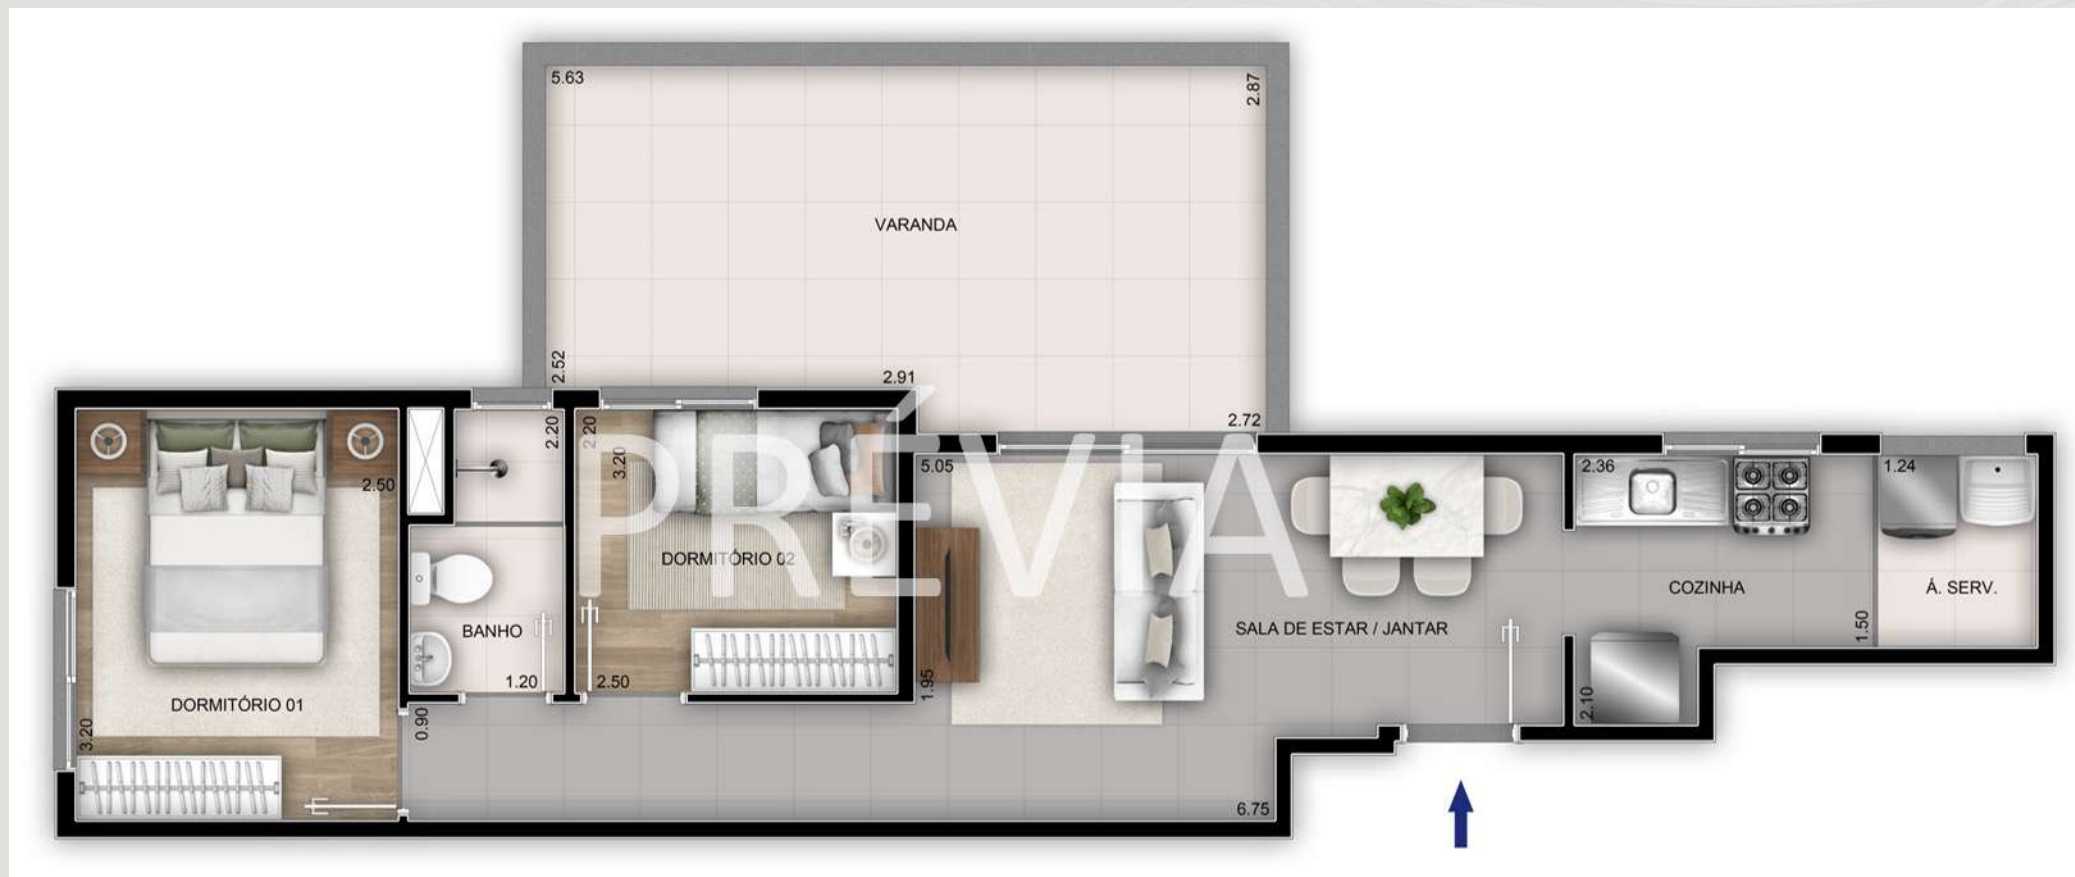 5.63
2.87
VARANDA
2.52
2.91
2.72
2.50
2.20
2.20
3.20
5.05
2.36
1.24
PRÉVIA
DORMITÓRIO 02
COZINHA
Á. SERV.
BANHO
SALA DE ESTAR / JANTAR
1.50
1.20
2.50
1.95
DORMITÓRIO 01
3.20
0.90
2.10
6.75